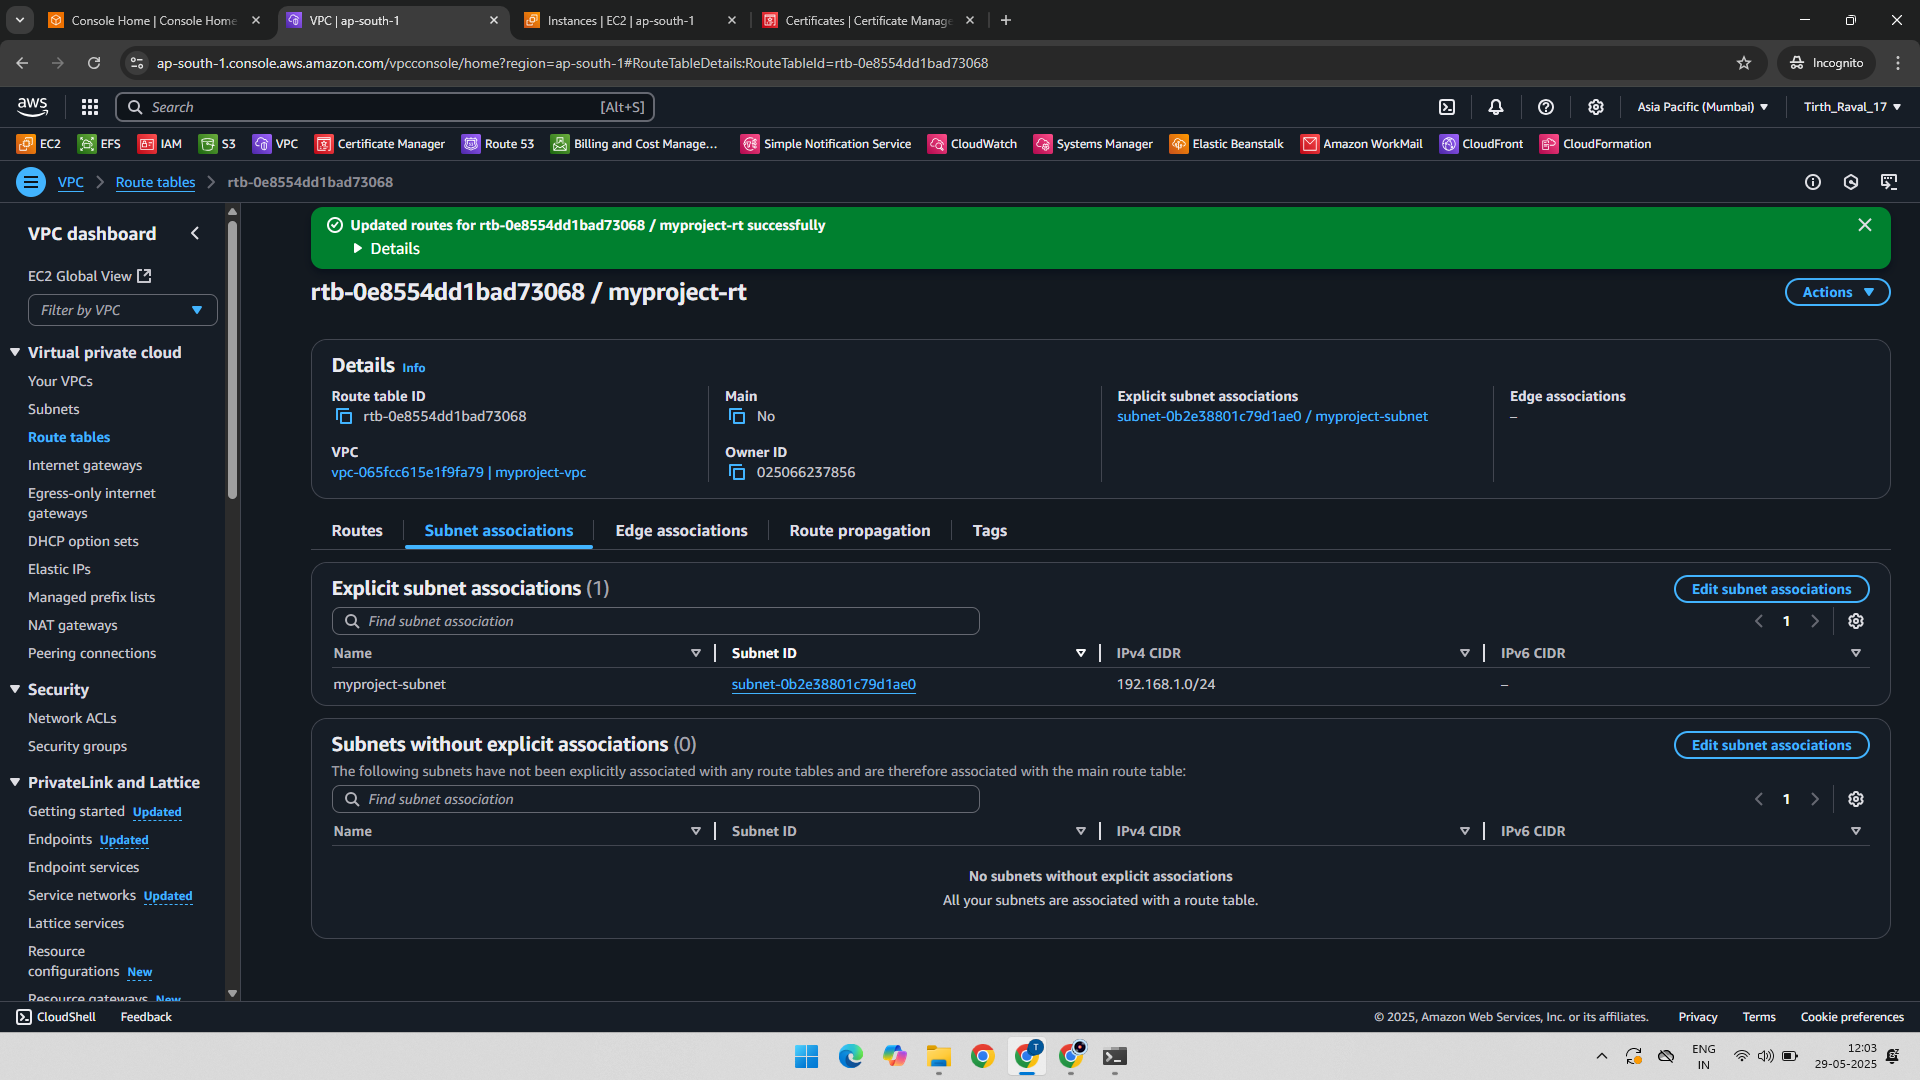 Console Home | Console Home
VPC | ap-south-1
Instances | EC2 | ap-south-1
Certificates | Certificate Manage
ap-south-1.console.aws.amazon.com/vpcconsole/home?region=ap-south-1#RouteTableDetails:RouteTableId=rtb-0e8554dd1bad73068
Incognito
aws
Search
[Alt+S]
Asia Pacific (Mumbai)
Tirth_Raval_17
EC2
EFS
IAM
S3
VPC
Certificate Manager
Route 53
Billing and Cost Manage...
Simple Notification Service
CloudWatch
Systems Manager
Elastic Beanstalk
Amazon WorkMail
CloudFront
CloudFormation
VPC
Route tables
rtb-0e8554dd1bad73068
VPC dashboard
EC2 Global View
Filter by VPC
Virtual private cloud
Your VPCs
Subnets
Route tables
Internet gateways
Egress-only internet
gateways
DHCP option sets
Elastic IPs
Managed prefix lists
NAT gateways
Peering connections
Security
Network ACLs
Security groups
PrivateLink and Lattice
Getting started Updated
Endpoints Updated
Endpoint services
Service networks Updated
Lattice services
Resource
configurations New
Resource gateways New
Updated routes for rtb-0e8554dd1bad73068 / myproject-rt successfully
Details
rtb-0e8554dd1bad73068 / myproject-rt
Actions
Details Info
Route table ID
rtb-0e8554dd1bad73068
Main
No
Explicit subnet associations
subnet-0b2e38801c79d1ae0 / myproject-subnet
Edge associations
–
VPC
vpc-065fcc615e1f9fa79 | myproject-vpc
Owner ID
025066237856
Routes
Subnet associations
Edge associations
Route propagation
Tags
Explicit subnet associations (1)
Edit subnet associations
Find subnet association
1
Name
Subnet ID
IPv4 CIDR
IPv6 CIDR
myproject-subnet
subnet-0b2e38801c79d1ae0
192.168.1.0/24
–
Subnets without explicit associations (0)
Edit subnet associations
The following subnets have not been explicitly associated with any route tables and are therefore associated with the main route table:
Find subnet association
1
Name
Subnet ID
IPv4 CIDR
IPv6 CIDR
No subnets without explicit associations
All your subnets are associated with a route table.
CloudShell
Feedback
© 2025, Amazon Web Services, Inc. or its affiliates.
Privacy
Terms
Cookie preferences
T
ENG
IN
12:03
29-05-2025